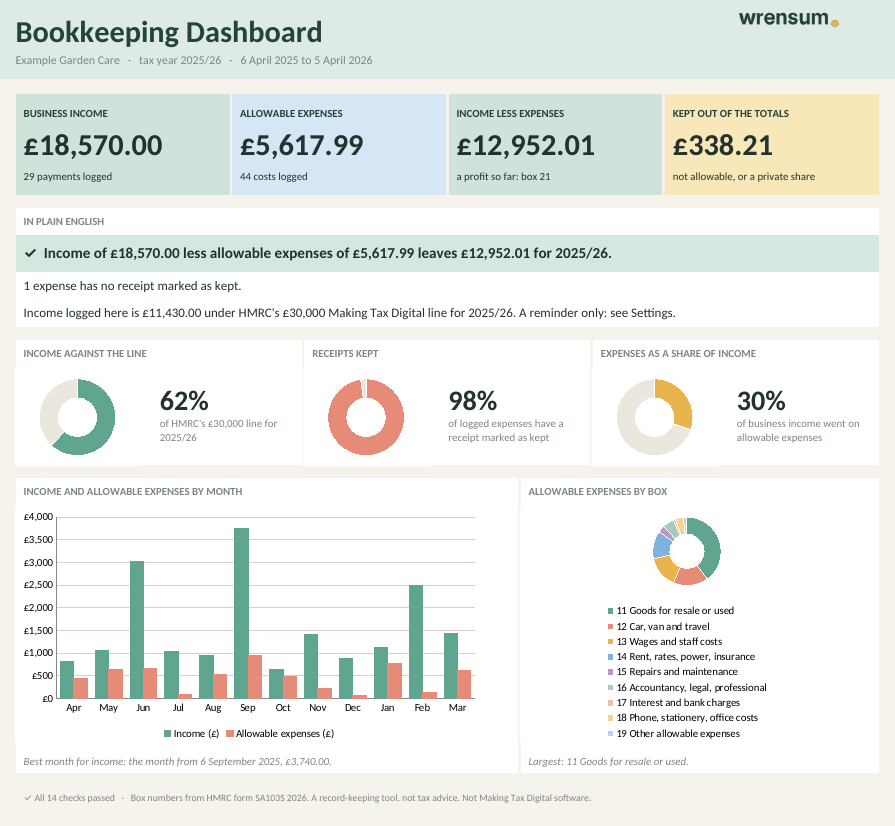 Bookkeeping Dashboard
wrensum.
Example Garden Care · tax year 2025/26 · 6 April 2025 to 5 April 2026
BUSINESS INCOME
£18,570.00
29 payments logged
ALLOWABLE EXPENSES
£5,617.99
44 costs logged
INCOME LESS EXPENSES
£12,952.01
a profit so far: box 21
KEPT OUT OF THE TOTALS
£338.21
not allowable, or a private share
IN PLAIN ENGLISH
✓ Income of £18,570.00 less allowable expenses of £5,617.99 leaves £12,952.01 for 2025/26.
1 expense has no receipt marked as kept.
Income logged here is £11,430.00 under HMRC's £30,000 Making Tax Digital line for 2025/26. A reminder only: see Settings.
INCOME AGAINST THE LINE
62%
of HMRC's £30,000 line for
2025/26
RECEIPTS KEPT
98%
of logged expenses have a
receipt marked as kept
EXPENSES AS A SHARE OF INCOME
30%
of business income went on
allowable expenses
INCOME AND ALLOWABLE EXPENSES BY MONTH
£4,000
£3,500
£3,000
£2,500
£2,000
£1,500
£1,000
£500
£0
Apr May Jun Jul Aug Sep Oct Nov Dec Jan Feb Mar
Income (£) Allowable expenses (£)
Best month for income: the month from 6 September 2025, £3,740.00.
ALLOWABLE EXPENSES BY BOX
11 Goods for resale or used
12 Car, van and travel
13 Wages and staff costs
14 Rent, rates, power, insurance
15 Repairs and maintenance
16 Accountancy, legal, professional
17 Interest and bank charges
18 Phone, stationery, office costs
19 Other allowable expenses
Largest: 11 Goods for resale or used.
✓ All 14 checks passed · Box numbers from HMRC form SA103S 2026. A record-keeping tool, not tax advice. Not Making Tax Digital software.